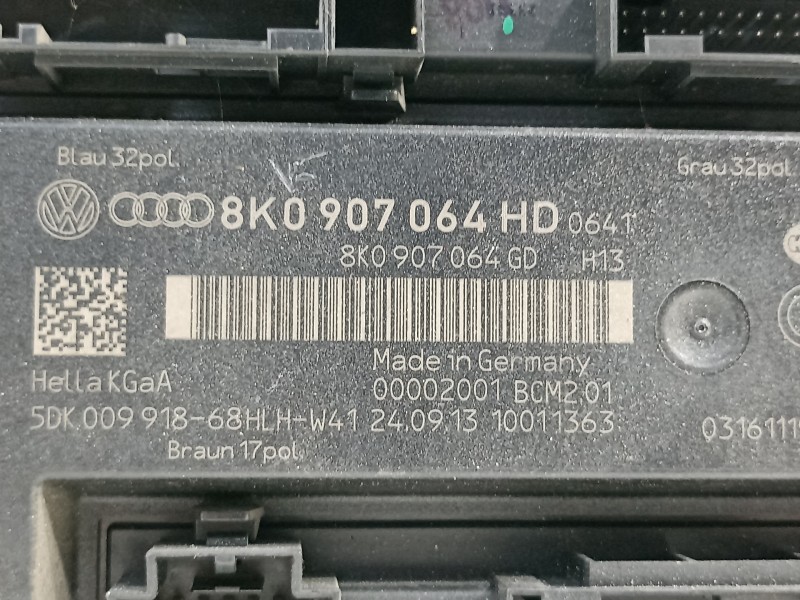 Blau 32pol.
Grau 32pol
8K0 907 064 HD 0641
8K0 907 064 GD H13
Made in Germany
Hella KGaA
00002001 BCM2 01
5DK 009 918-68 HLH-W41 24.09.13 10011363
Braun 17pol.